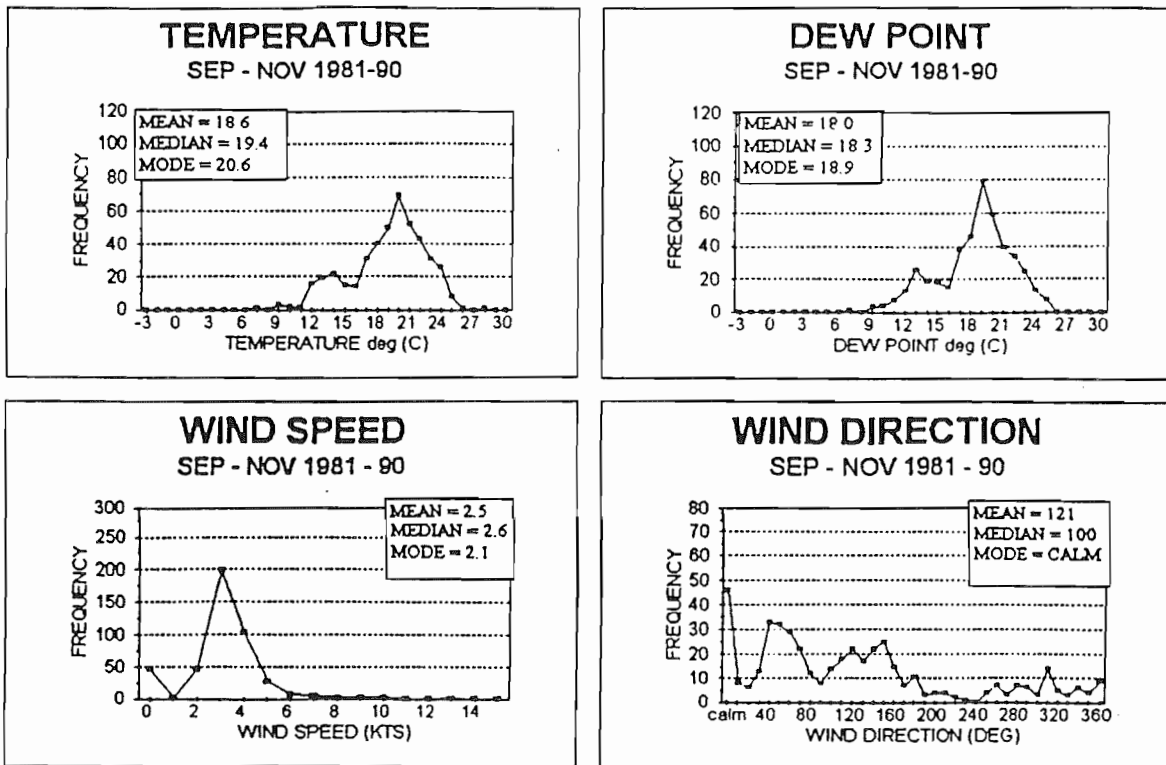 TEMPERATURE
SEP - NOV 1981-90
MEAN = 18 6
MEDIAN = 19.4
MODE = 20.6
FREQUENCY
120
100
80
60
40
20
0
-3 0 3 6 9 12 15 18 21 24 27 30
TEMPERATURE deg (C)
DEW POINT
SEP - NOV 1981-90
MEAN = 18 0
MEDIAN = 18 3
MODE = 18.9
FREQUENCY
120
100
80
60
40
20
0
-3 0 3 6 9 12 15 18 21 24 27 30
DEW POINT deg (C)
WIND SPEED
SEP - NOV 1981 - 90
MEAN = 2.5
MEDIAN = 2.6
MODE = 2.1
FREQUENCY
300
250
200
150
100
50
0
0 2 4 6 8 10 12 14
WIND SPEED (KTS)
WIND DIRECTION
SEP - NOV 1981 - 90
MEAN = 121
MEDIAN = 100
MODE = CALM
FREQUENCY
80
70
60
50
40
30
20
10
0
calm 40 80 120 160 200 240 280 320 360
WIND DIRECTION (DEG)